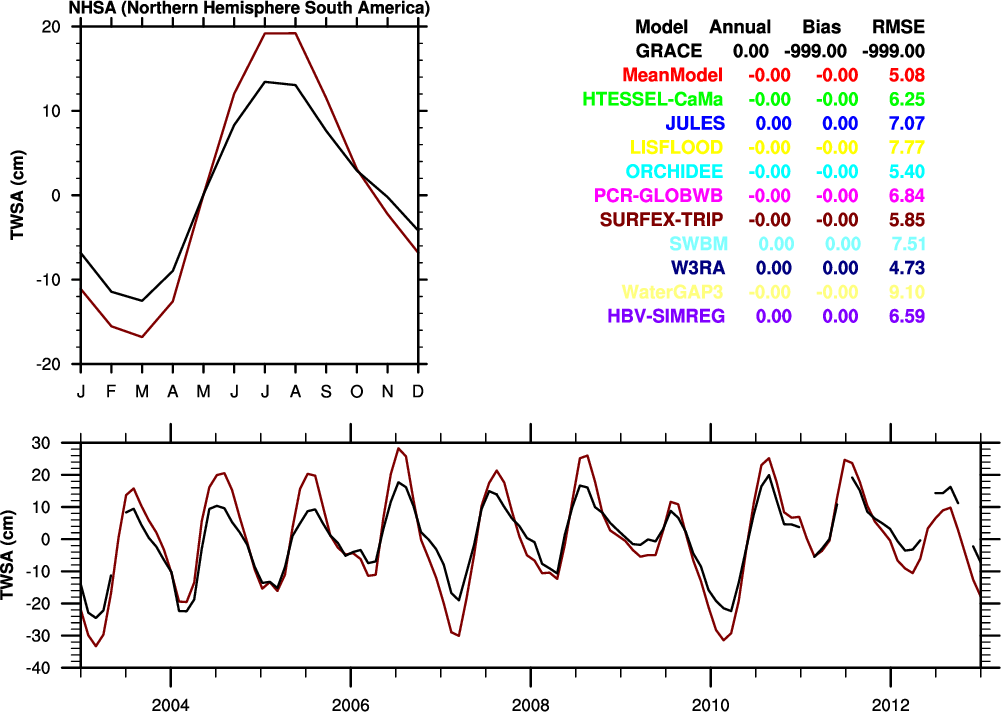 NHSA (Northern Hemisphere South America)
20
10
0
-10
-20
TWSA (cm)
J F M A M J J A S O N D
Model Annual Bias RMSE
GRACE 0.00 -999.00 -999.00
MeanModel -0.00 -0.00 5.08
HTESSEL-CaMa -0.00 -0.00 6.25
JULES 0.00 0.00 7.07
LISFLOOD -0.00 -0.00 7.77
ORCHIDEE -0.00 -0.00 5.40
PCR-GLOBWB -0.00 -0.00 6.84
SURFEX-TRIP -0.00 -0.00 5.85
SWBM 0.00 0.00 7.51
W3RA 0.00 0.00 4.73
WaterGAP3 -0.00 -0.00 9.10
HBV-SIMREG 0.00 0.00 6.59
30
20
10
0
-10
-20
-30
-40
TWSA (cm)
2004 2006 2008 2010 2012